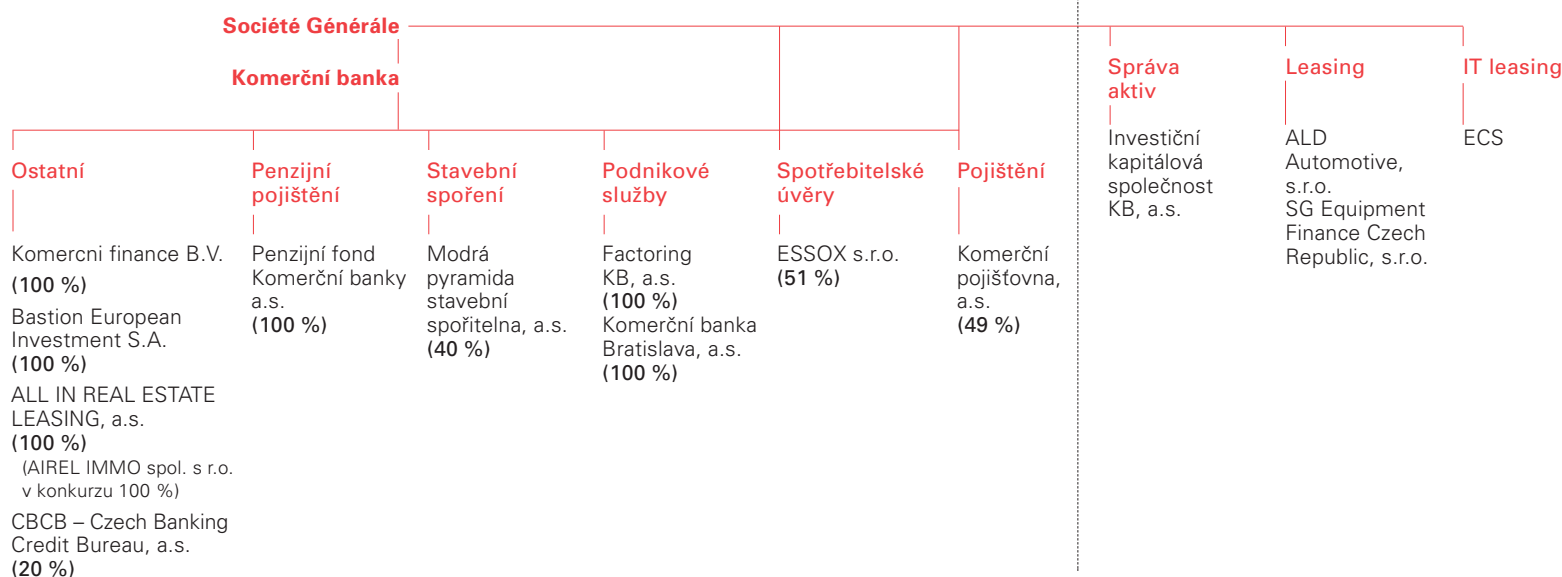 Société Générale
Komerční banka
Ostatní
Komercni finance B.V.
(100 %)
Bastion European
Investment S.A.
(100 %)
ALL IN REAL ESTATE
LEASING, a.s.
(100 %)
(AIREL IMMO spol. s r.o.
v konkurzu 100 %)
CBCB – Czech Banking
Credit Bureau, a.s.
(20 %)
Penzijní
pojištění
Penzijní fond
Komerční banky
a.s.
(100 %)
Stavební
spoření
Modrá
pyramida
stavební
spořitelna, a.s.
(40 %)
Podnikové
služby
Factoring
KB, a.s.
(100 %)
Komerční banka
Bratislava, a.s.
(100 %)
Spotřebitelské
úvěry
ESSOX s.r.o.
(51 %)
Pojištění
Komerční
pojišťovna,
a.s.
(49 %)
Správa
aktiv
Investiční
kapitálová
společnost
KB, a.s.
Leasing
ALD
Automotive,
s.r.o.
SG Equipment
Finance Czech
Republic, s.r.o.
IT leasing
ECS